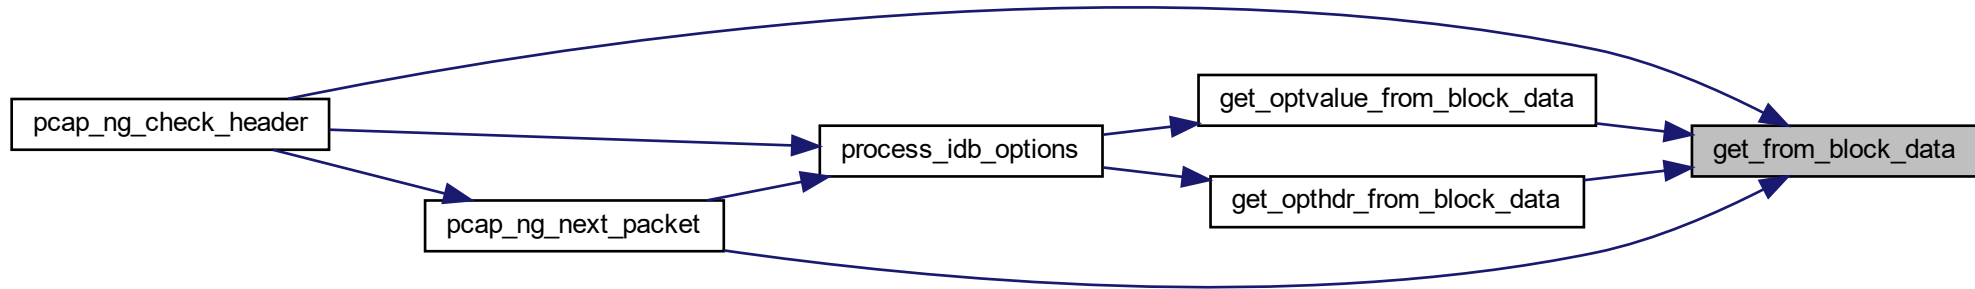 pcap_ng_check_header
pcap_ng_next_packet
process_idb_options
get_optvalue_from_block_data
get_opthdr_from_block_data
get_from_block_data